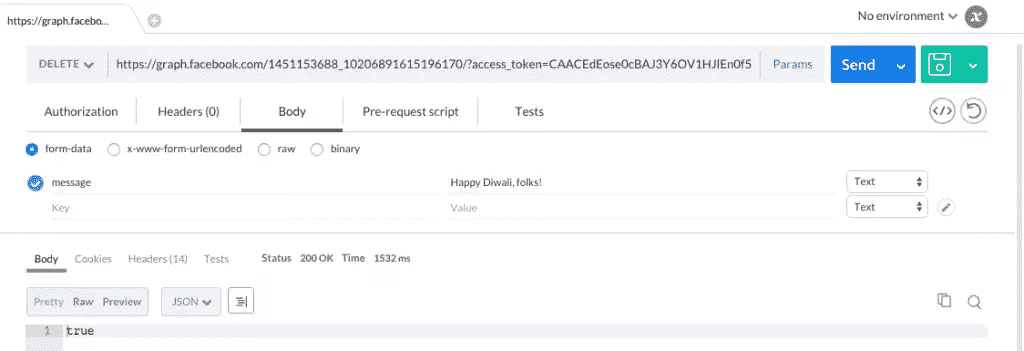 https://graph.facebo...
No environment
DELETE https://graph.facebook.com/1451153688_10206891615196170/?access_token=CAACEdEose0cBAJ3Y6OV1HJIEn0f5 Params Send
Authorization Headers (0) Body Pre-request script Tests
form-data x-www-form-urlencoded raw binary
message Happy Diwali, folks! Text
Key Value Text
Body Cookies Headers (14) Tests Status 200 OK Time 1532 ms
Pretty Raw Preview JSON
1 true